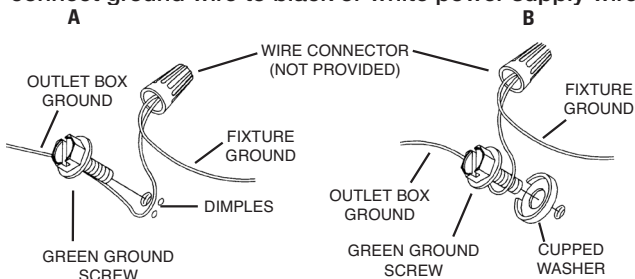 connect ground wire to black or white power supply wire
A
B
WIRE CONNECTOR
(NOT PROVIDED)
OUTLET BOX
GROUND
FIXTURE
GROUND
FIXTURE
GROUND
DIMPLES
OUTLET BOX
GROUND
GREEN GROUND
SCREW
GREEN GROUND
SCREW
CUPPED
WASHER